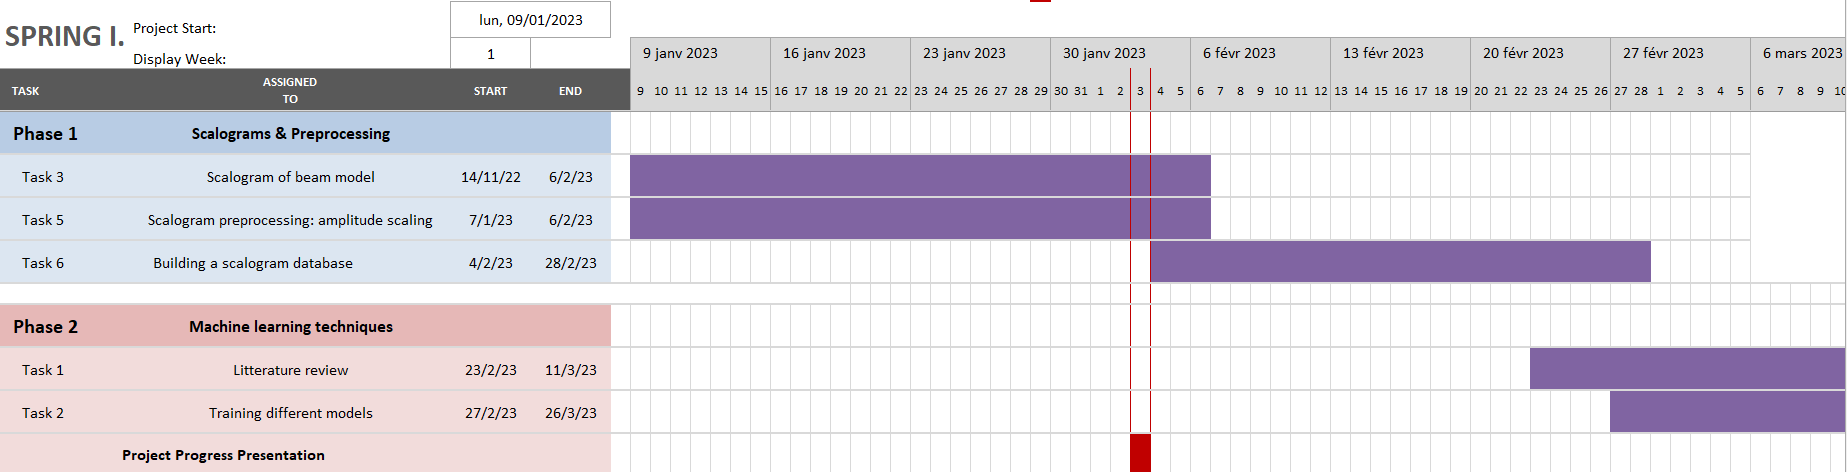 SPRING I.
Project Start:
lun, 09/01/2023
Display Week:
1
9 janv 2023 16 janv 2023 23 janv 2023 30 janv 2023 6 févr 2023 13 févr 2023 20 févr 2023 27 févr 2023 6 mars 2023
TASK ASSIGNED TO START END
9 10 11 12 13 14 15 16 17 18 19 20 21 22 23 24 25 26 27 28 29 30 31 1 2 3 4 5 6 7 8 9 10 11 12 13 14 15 16 17 18 19 20 21 22 23 24 25 26 27 28 1 2 3 4 5 6 7 8 9 10
Phase 1 Scalograms & Preprocessing
Task 3 Scalogram of beam model 14/11/22 6/2/23
Task 5 Scalogram preprocessing: amplitude scaling 7/1/23 6/2/23
Task 6 Building a scalogram database 4/2/23 28/2/23
Phase 2 Machine learning techniques
Task 1 Litterature review 23/2/23 11/3/23
Task 2 Training different models 27/2/23 26/3/23
Project Progress Presentation